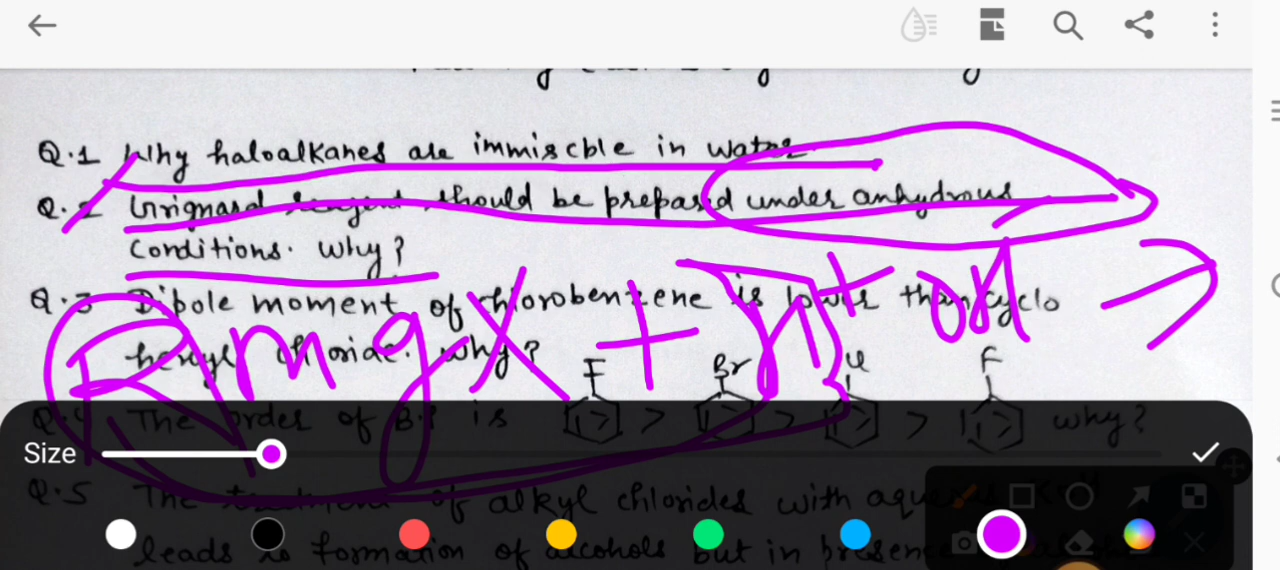 Q.1 Why haloalkanes are immiscble in water
Q.2 Grignard should be prepared under anhydrous
Conditions. Why?
Q.3 Dipole moment of chlorobenzene is lower than cyclo
hexyl chloride. why?
RmgX + H+ OH
F Br Cl F
Q.4 The order of B.P is > > > why?
Size
Q.5 The treatment of alkyl chlorides with aqueous
leads to formation of alcohols but in presence